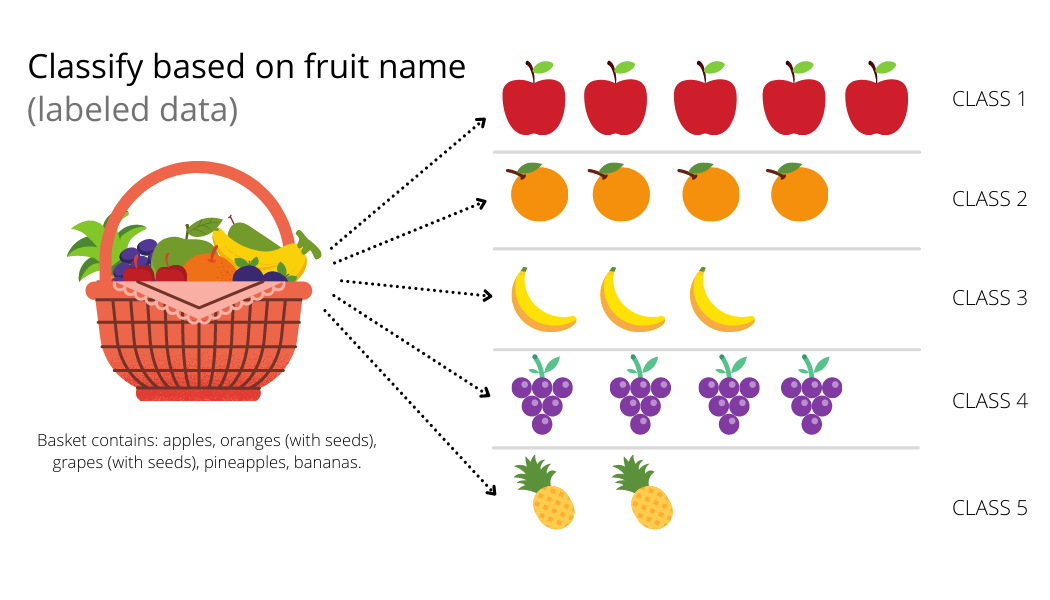 Classify based on fruit name
(labeled data)
CLASS 1
CLASS 2
CLASS 3
CLASS 4
CLASS 5
Basket contains: apples, oranges (with seeds),
grapes (with seeds), pineapples, bananas.